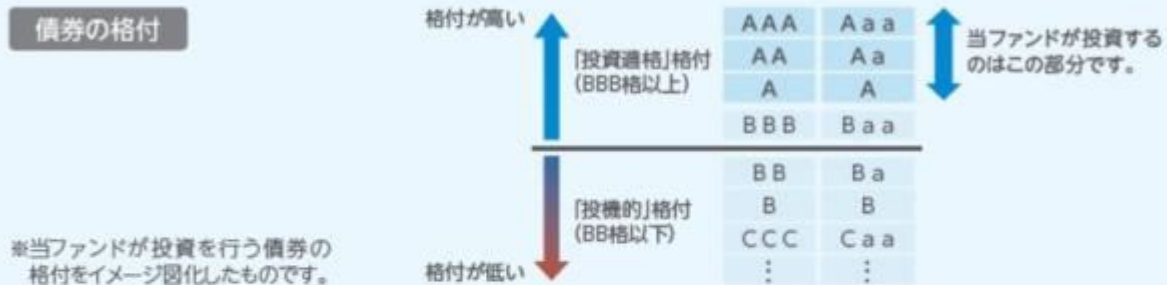 債券の格付
格付が高い
「投資適格」格付
(BBB格以上)
AAA Aaa
AA Aa
A A
BBB Baa
当ファンドが投資する
のはこの部分です。
「投機的」格付
(BB格以下)
BB Ba
B B
CCC Caa
⋮ ⋮
格付が低い
※当ファンドが投資を行う債券の
格付をイメージ図化したものです。